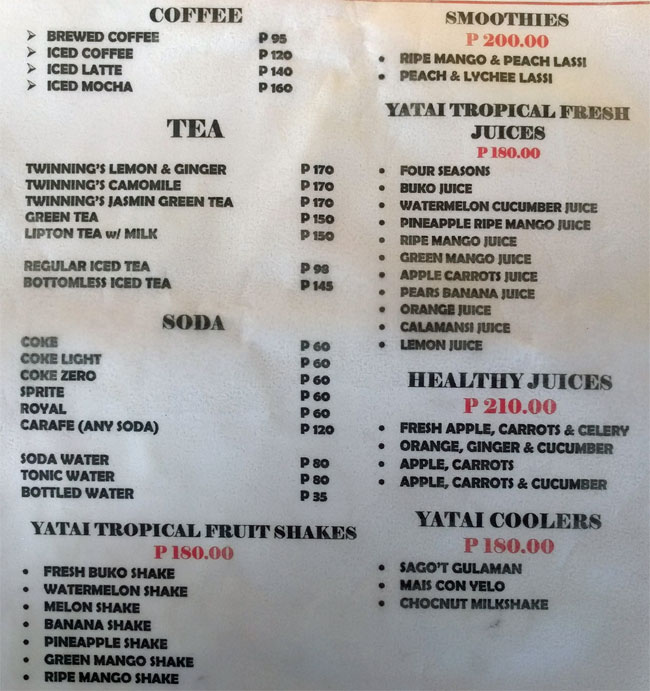 COFFEE
➢ BREWED COFFEE P 95
➢ ICED COFFEE P 120
➢ ICED LATTE P 140
➢ ICED MOCHA P 160
TEA
TWINNING'S LEMON & GINGER P 170
TWINNING'S CAMOMILE P 170
TWINNING'S JASMIN GREEN TEA P 170
GREEN TEA P 150
LIPTON TEA w/ MILK P 150
REGULAR ICED TEA P 98
BOTTOMLESS ICED TEA P 145
SODA
COKE P 60
COKE LIGHT P 60
COKE ZERO P 60
SPRITE P 60
ROYAL P 60
CARAFE (ANY SODA) P 120
SODA WATER P 80
TONIC WATER P 80
BOTTLED WATER P 35
YATAI TROPICAL FRUIT SHAKES
P 180.00
• FRESH BUKO SHAKE
• WATERMELON SHAKE
• MELON SHAKE
• BANANA SHAKE
• PINEAPPLE SHAKE
• GREEN MANGO SHAKE
• RIPE MANGO SHAKE
SMOOTHIES
P 200.00
• RIPE MANGO & PEACH LASSI
• PEACH & LYCHEE LASSI
YATAI TROPICAL FRESH
JUICES
P 180.00
• FOUR SEASONS
• BUKO JUICE
• WATERMELON CUCUMBER JUICE
• PINEAPPLE RIPE MANGO JUICE
• RIPE MANGO JUICE
• GREEN MANGO JUICE
• APPLE CARROTS JUICE
• PEARS BANANA JUICE
• ORANGE JUICE
• CALAMANSI JUICE
• LEMON JUICE
HEALTHY JUICES
P 210.00
• FRESH APPLE, CARROTS & CELERY
• ORANGE, GINGER & CUCUMBER
• APPLE, CARROTS
• APPLE, CARROTS & CUCUMBER
YATAI COOLERS
P 180.00
• SAGO'T GULAMAN
• MAIS CON YELO
• CHOCNUT MILKSHAKE